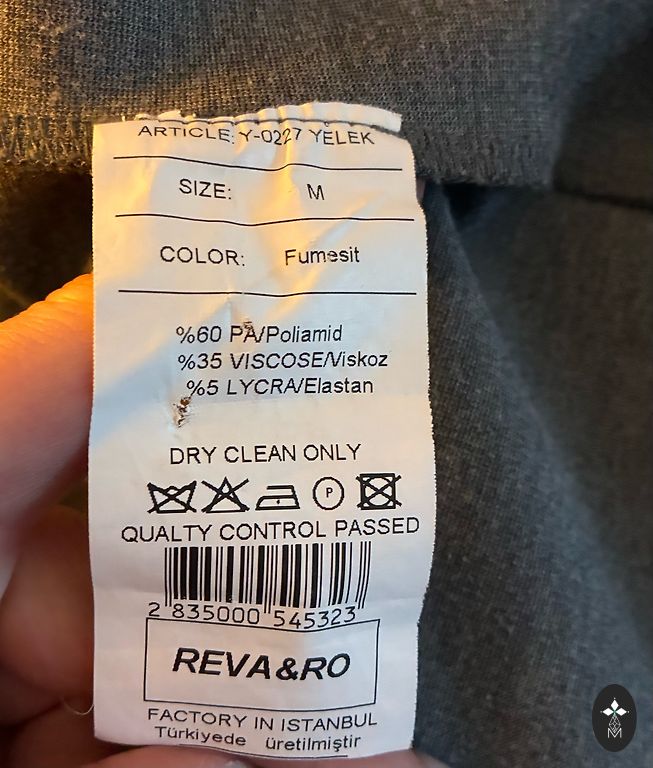 ARTICLE: Y-0227 YELEK
SIZE: M
COLOR: Fumesit
%60 PA/Poliamid
%35 VISCOSE/Viskoz
%5 LYCRA/Elastan
DRY CLEAN ONLY
P
QUALTY CONTROL PASSED
2 835000 545323
REVA&RO
FACTORY IN ISTANBUL
Türkiyede üretilmiştir
M